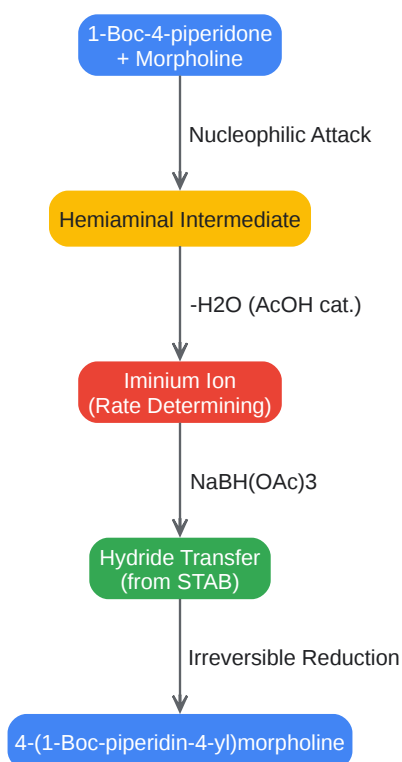 1-Boc-4-piperidone
+ Morpholine
Nucleophilic Attack
Hemiaminal Intermediate
-H2O (AcOH cat.)
Iminium Ion
(Rate Determining)
NaBH(OAc)3
Hydride Transfer
(from STAB)
Irreversible Reduction
4-(1-Boc-piperidin-4-yl)morpholine